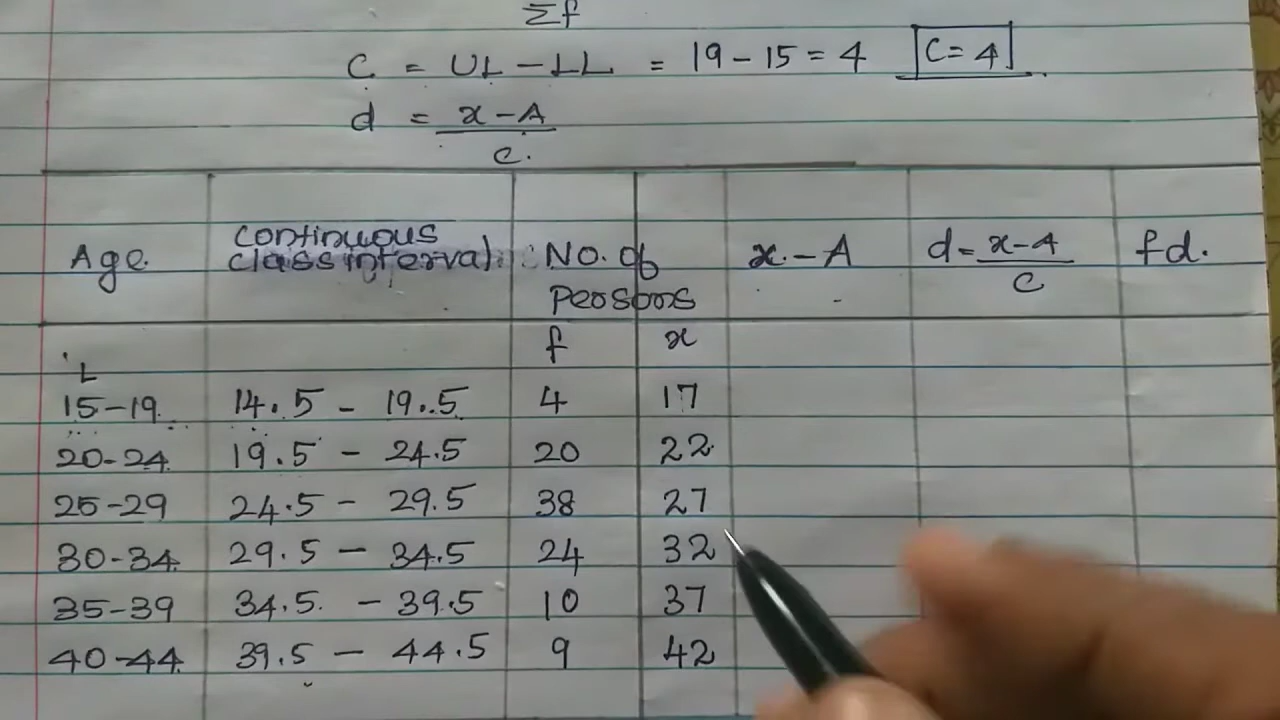 Σf
C = UL - LL = 19 - 15 = 4 C = 4
d = x - A / C.
Age. continuous class interval No. of Persons x - A d = x - A / C fd.
f x
L
15-19 14.5 - 19.5 4 17
20-24 19.5 - 24.5 20 22
25-29 24.5 - 29.5 38 27
30-34 29.5 - 34.5 24 32
35-39 34.5 - 39.5 10 37
40-44 39.5 - 44.5 9 42